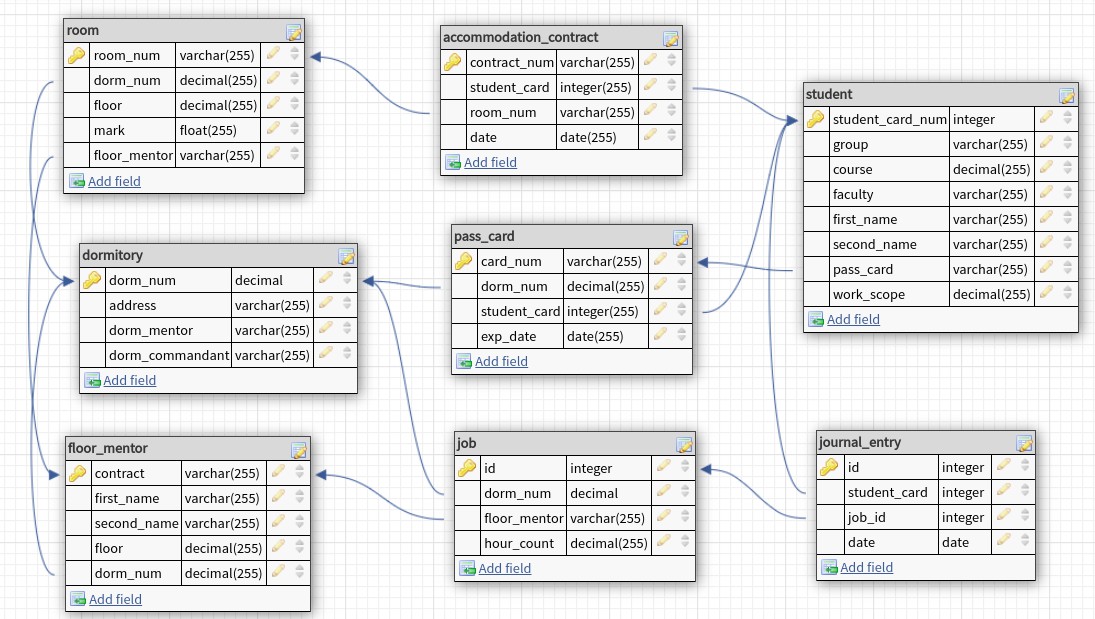 room
room_num varchar(255)
dorm_num decimal(255)
floor decimal(255)
mark float(255)
floor_mentor varchar(255)
Add field
accommodation_contract
contract_num varchar(255)
student_card integer(255)
room_num varchar(255)
date date(255)
Add field
student
student_card_num integer
group varchar(255)
course decimal(255)
faculty varchar(255)
first_name varchar(255)
second_name varchar(255)
pass_card varchar(255)
work_scope decimal(255)
Add field
dormitory
dorm_num decimal
address varchar(255)
dorm_mentor varchar(255)
dorm_commandant varchar(255)
Add field
pass_card
card_num varchar(255)
dorm_num decimal(255)
student_card integer(255)
exp_date date(255)
Add field
floor_mentor
contract varchar(255)
first_name varchar(255)
second_name varchar(255)
floor decimal(255)
dorm_num decimal(255)
Add field
job
id integer
dorm_num decimal
floor_mentor varchar(255)
hour_count decimal(255)
Add field
journal_entry
id integer
student_card integer
job_id integer
date date
Add field